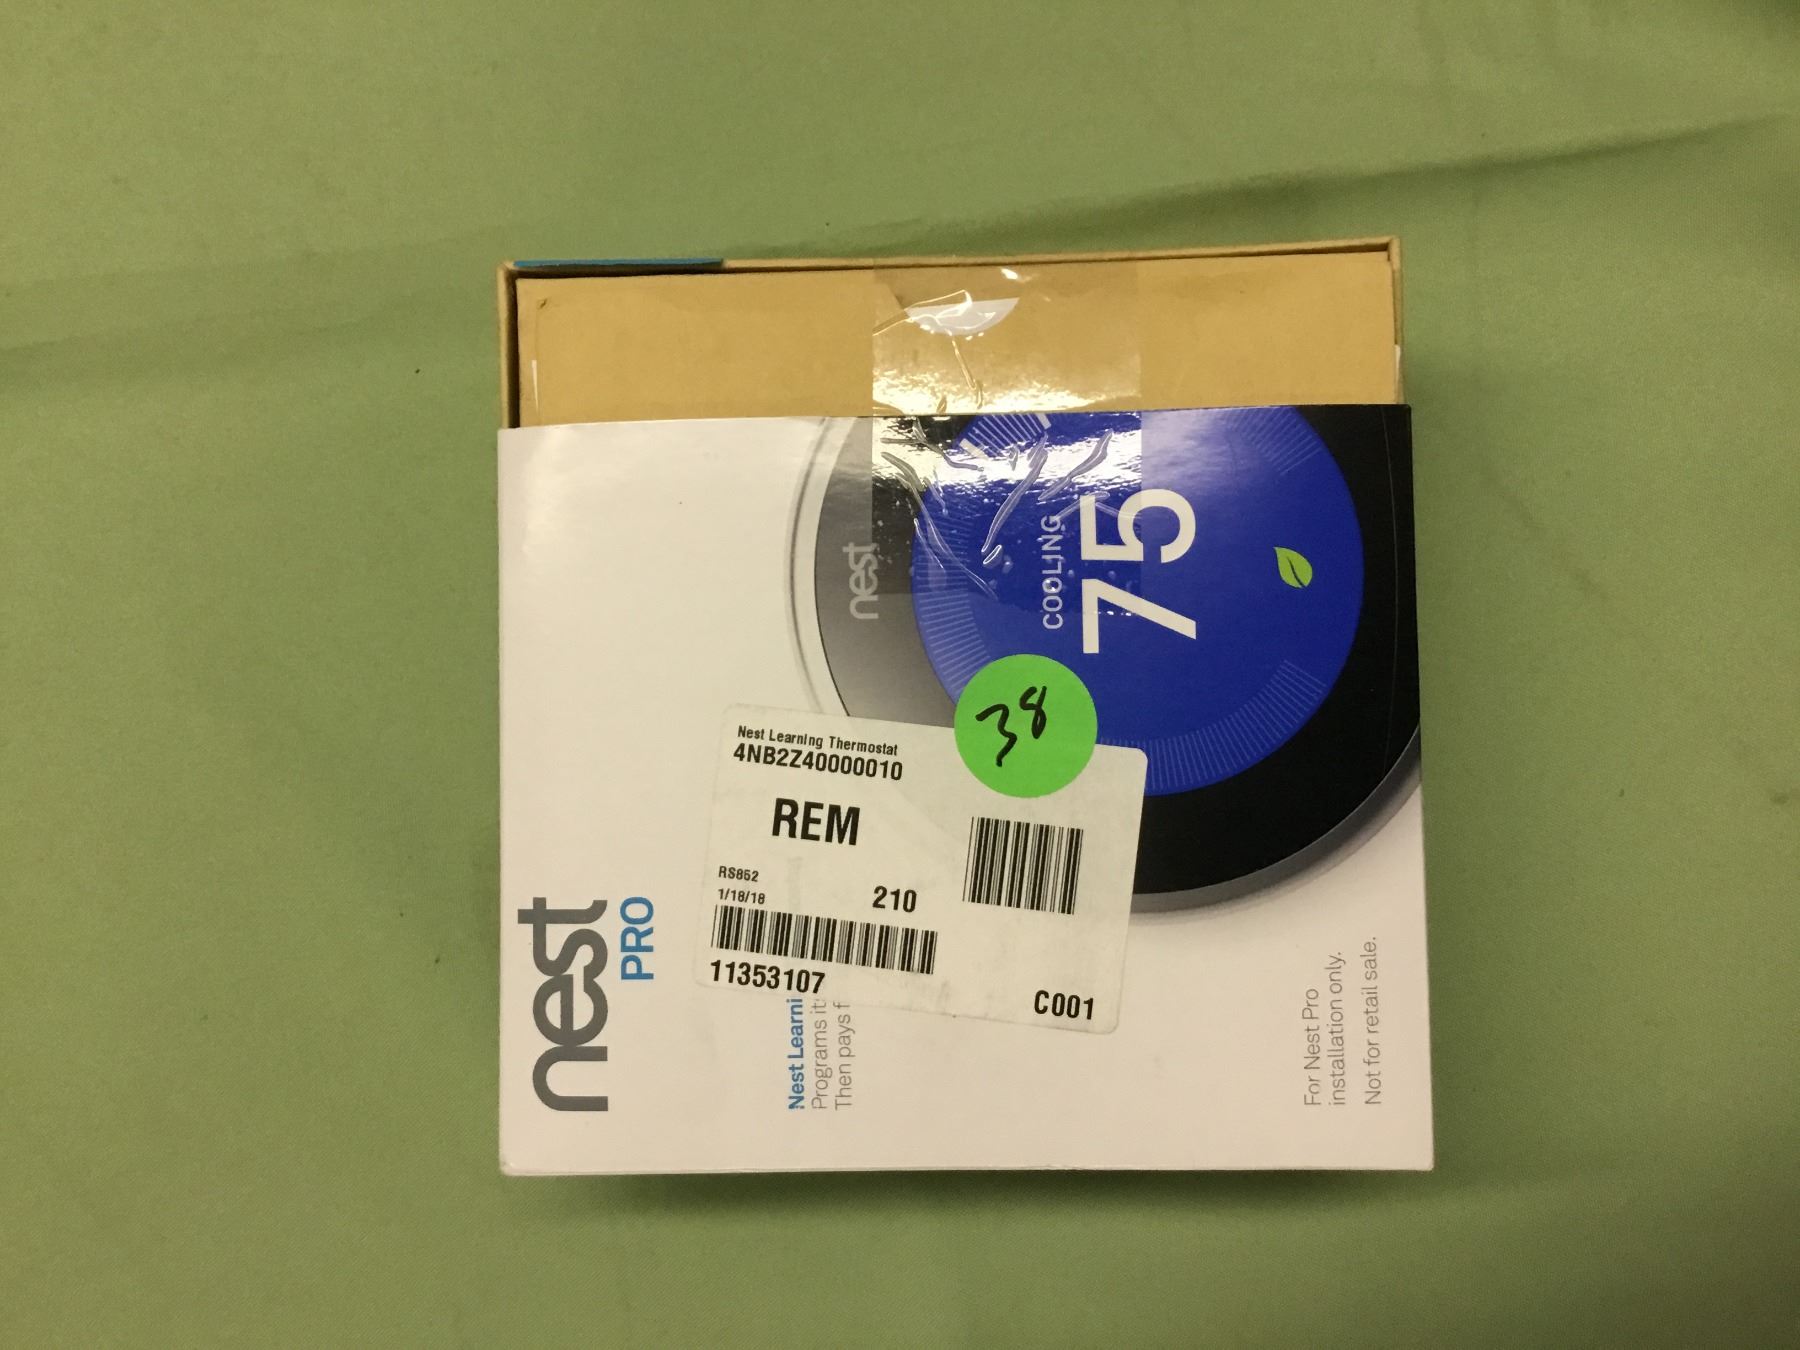 nest
COOLING
75
38
Nest Learning Thermostat
4NB2Z40000010
REM
RS862
1/18/18
210
11353107
C001
nest
PRO
Nest Learni
Programs it
Then pays f
For Nest Pro
installation only.
Not for retail sale.